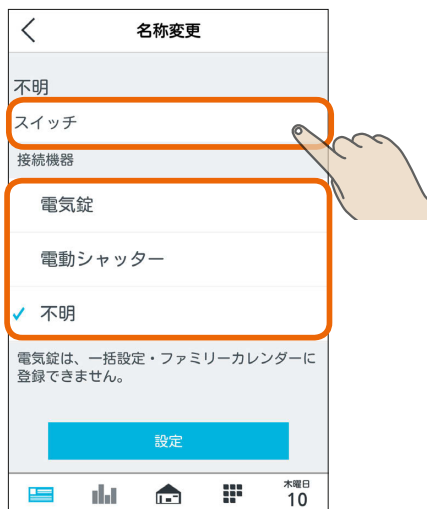 名称変更
不明
スイッチ
接続機器
電気錠
電動シャッター
不明
電気錠は、一括設定・ファミリーカレンダーに
登録できません。
設定
木曜日
10